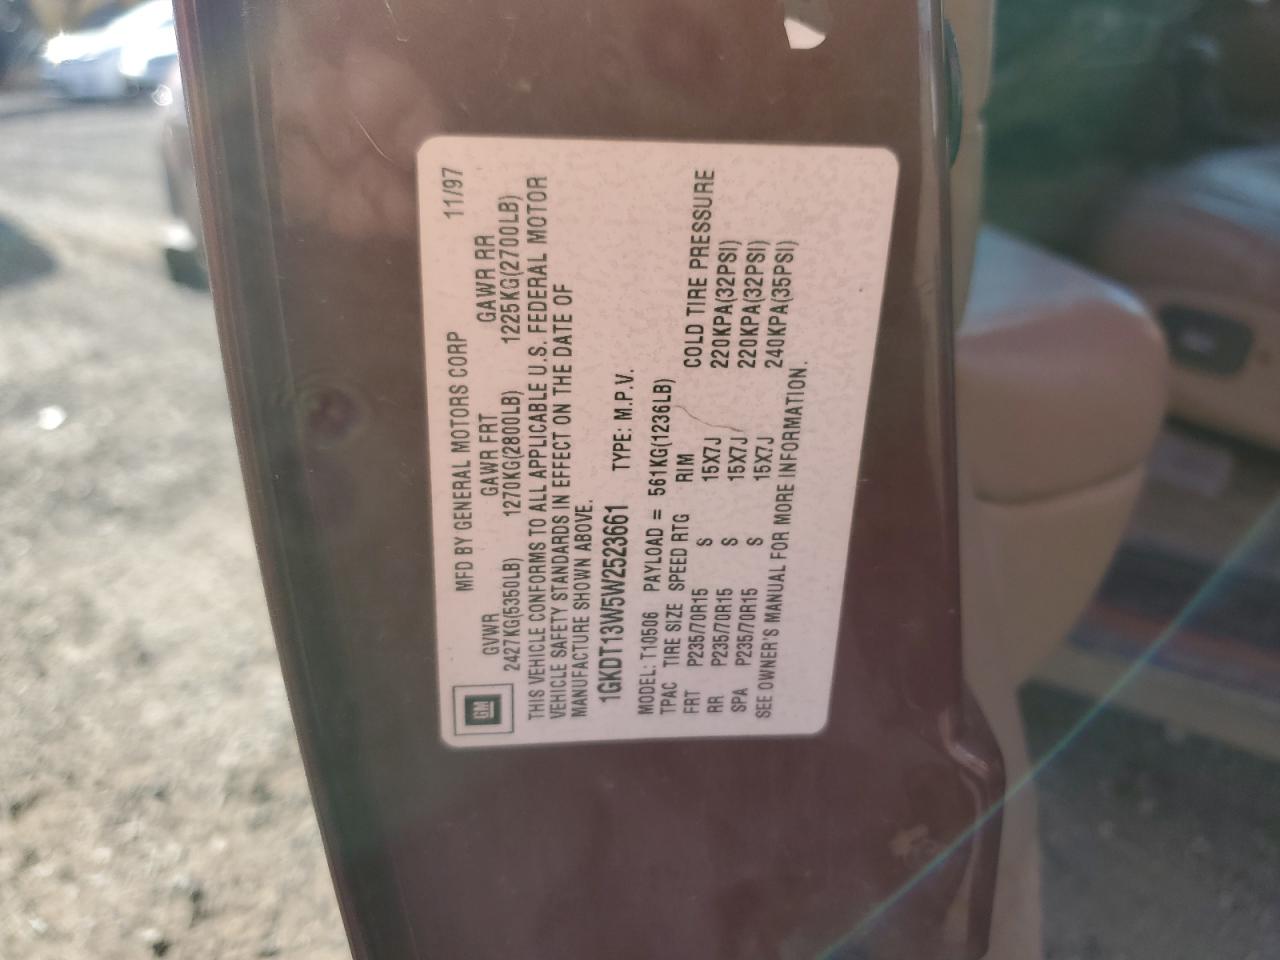 MFD BY GENERAL MOTORS CORP 11/97
GM
GVWR GAWR FRT GAWR RR
2427KG(5350LB) 1270KG(2800LB) 1225KG(2700LB)
THIS VEHICLE CONFORMS TO ALL APPLICABLE U.S. FEDERAL MOTOR
VEHICLE SAFETY STANDARDS IN EFFECT ON THE DATE OF
MANUFACTURE SHOWN ABOVE.
1GKDT13W5W2523661 TYPE: M.P.V.
MODEL: T10506 PAYLOAD = 561KG(1236LB)
TPAC TIRE SIZE SPEED RTG RIM COLD TIRE PRESSURE
FRT P235/70R15 S 15X7J 220KPA(32PSI)
RR P235/70R15 S 15X7J 220KPA(32PSI)
SPA P235/70R15 S 15X7J 240KPA(35PSI)
SEE OWNER'S MANUAL FOR MORE INFORMATION.